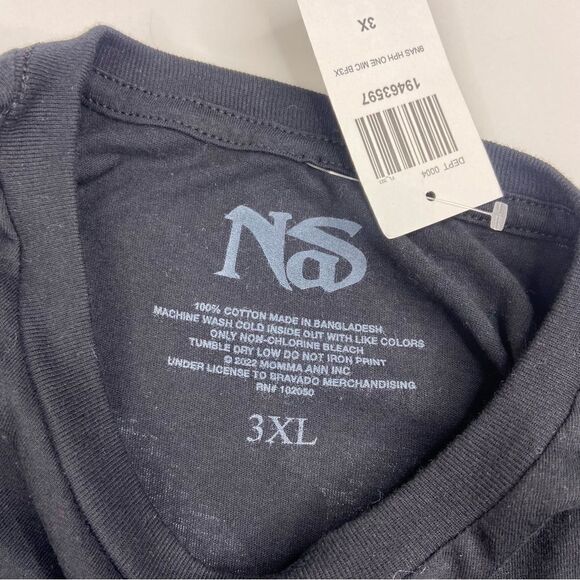 3X
BNAS HPH ONE MIC BF3X
19463597
DEPT 0004
NaS
100% COTTON MADE IN BANGLADESH
MACHINE WASH COLD INSIDE OUT WITH LIKE COLORS
ONLY NON-CHLORINE BLEACH
TUMBLE DRY LOW DO NOT IRON PRINT
© 2022 MOMMA ANN INC
UNDER LICENSE TO BRAVADO MERCHANDISING
RN# 102050
3XL